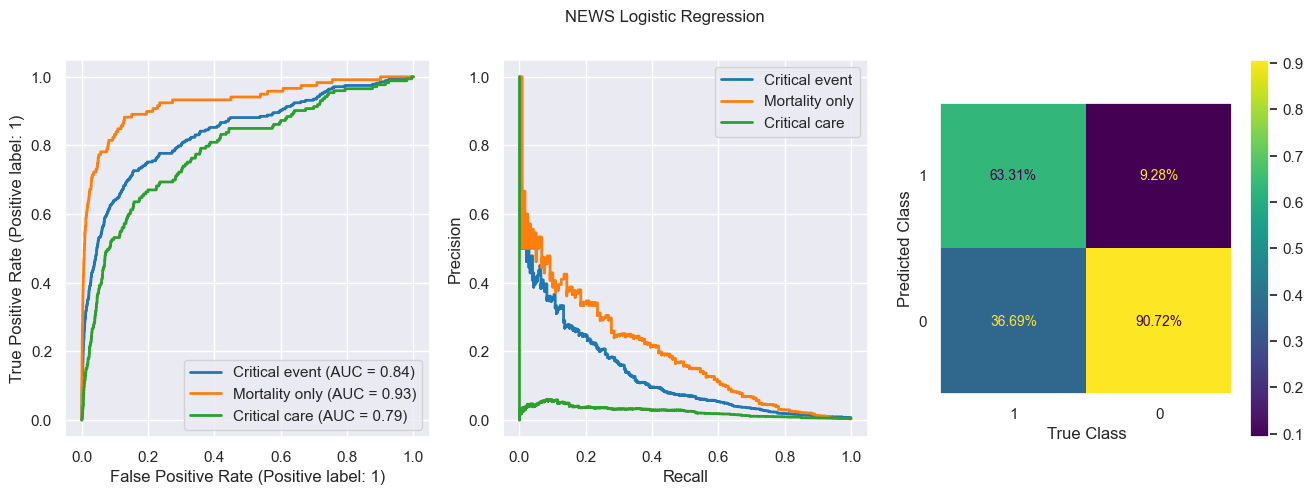 NEWS Logistic Regression
True Positive Rate (Positive label: 1)
1.0
0.8
0.6
0.4
0.2
0.0
Critical event (AUC = 0.84)
Mortality only (AUC = 0.93)
Critical care (AUC = 0.79)
0.0 0.2 0.4 0.6 0.8 1.0
False Positive Rate (Positive label: 1)
Precision
1.0
0.8
0.6
0.4
0.2
0.0
Critical event
Mortality only
Critical care
0.0 0.2 0.4 0.6 0.8 1.0
Recall
Predicted Class
1
0
63.31% 9.28%
36.69% 90.72%
1 0
True Class
0.9
0.8
0.7
0.6
0.5
0.4
0.3
0.2
0.1